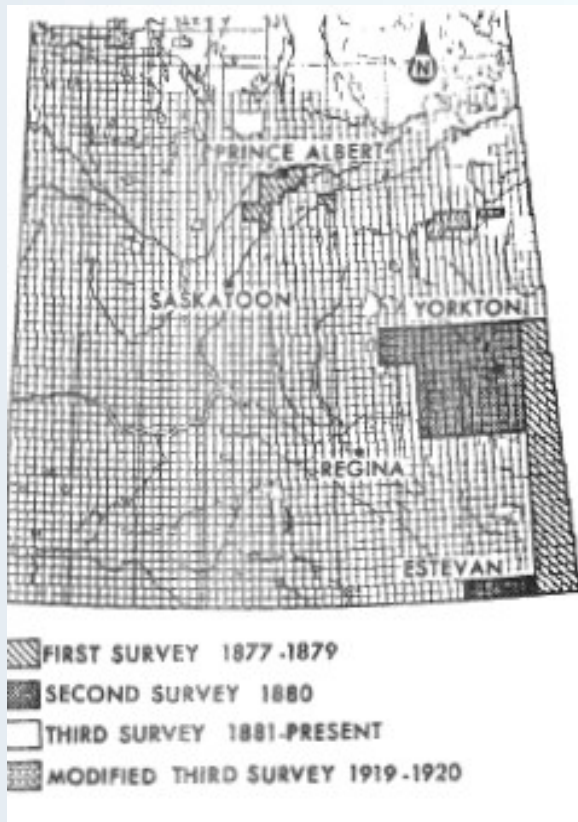 N
PRINCE ALBERT
SASKATOON
YORKTON
REGINA
ESTEVAN
FIRST SURVEY 1877-1879
SECOND SURVEY 1880
THIRD SURVEY 1881-PRESENT
MODIFIED THIRD SURVEY 1919-1920